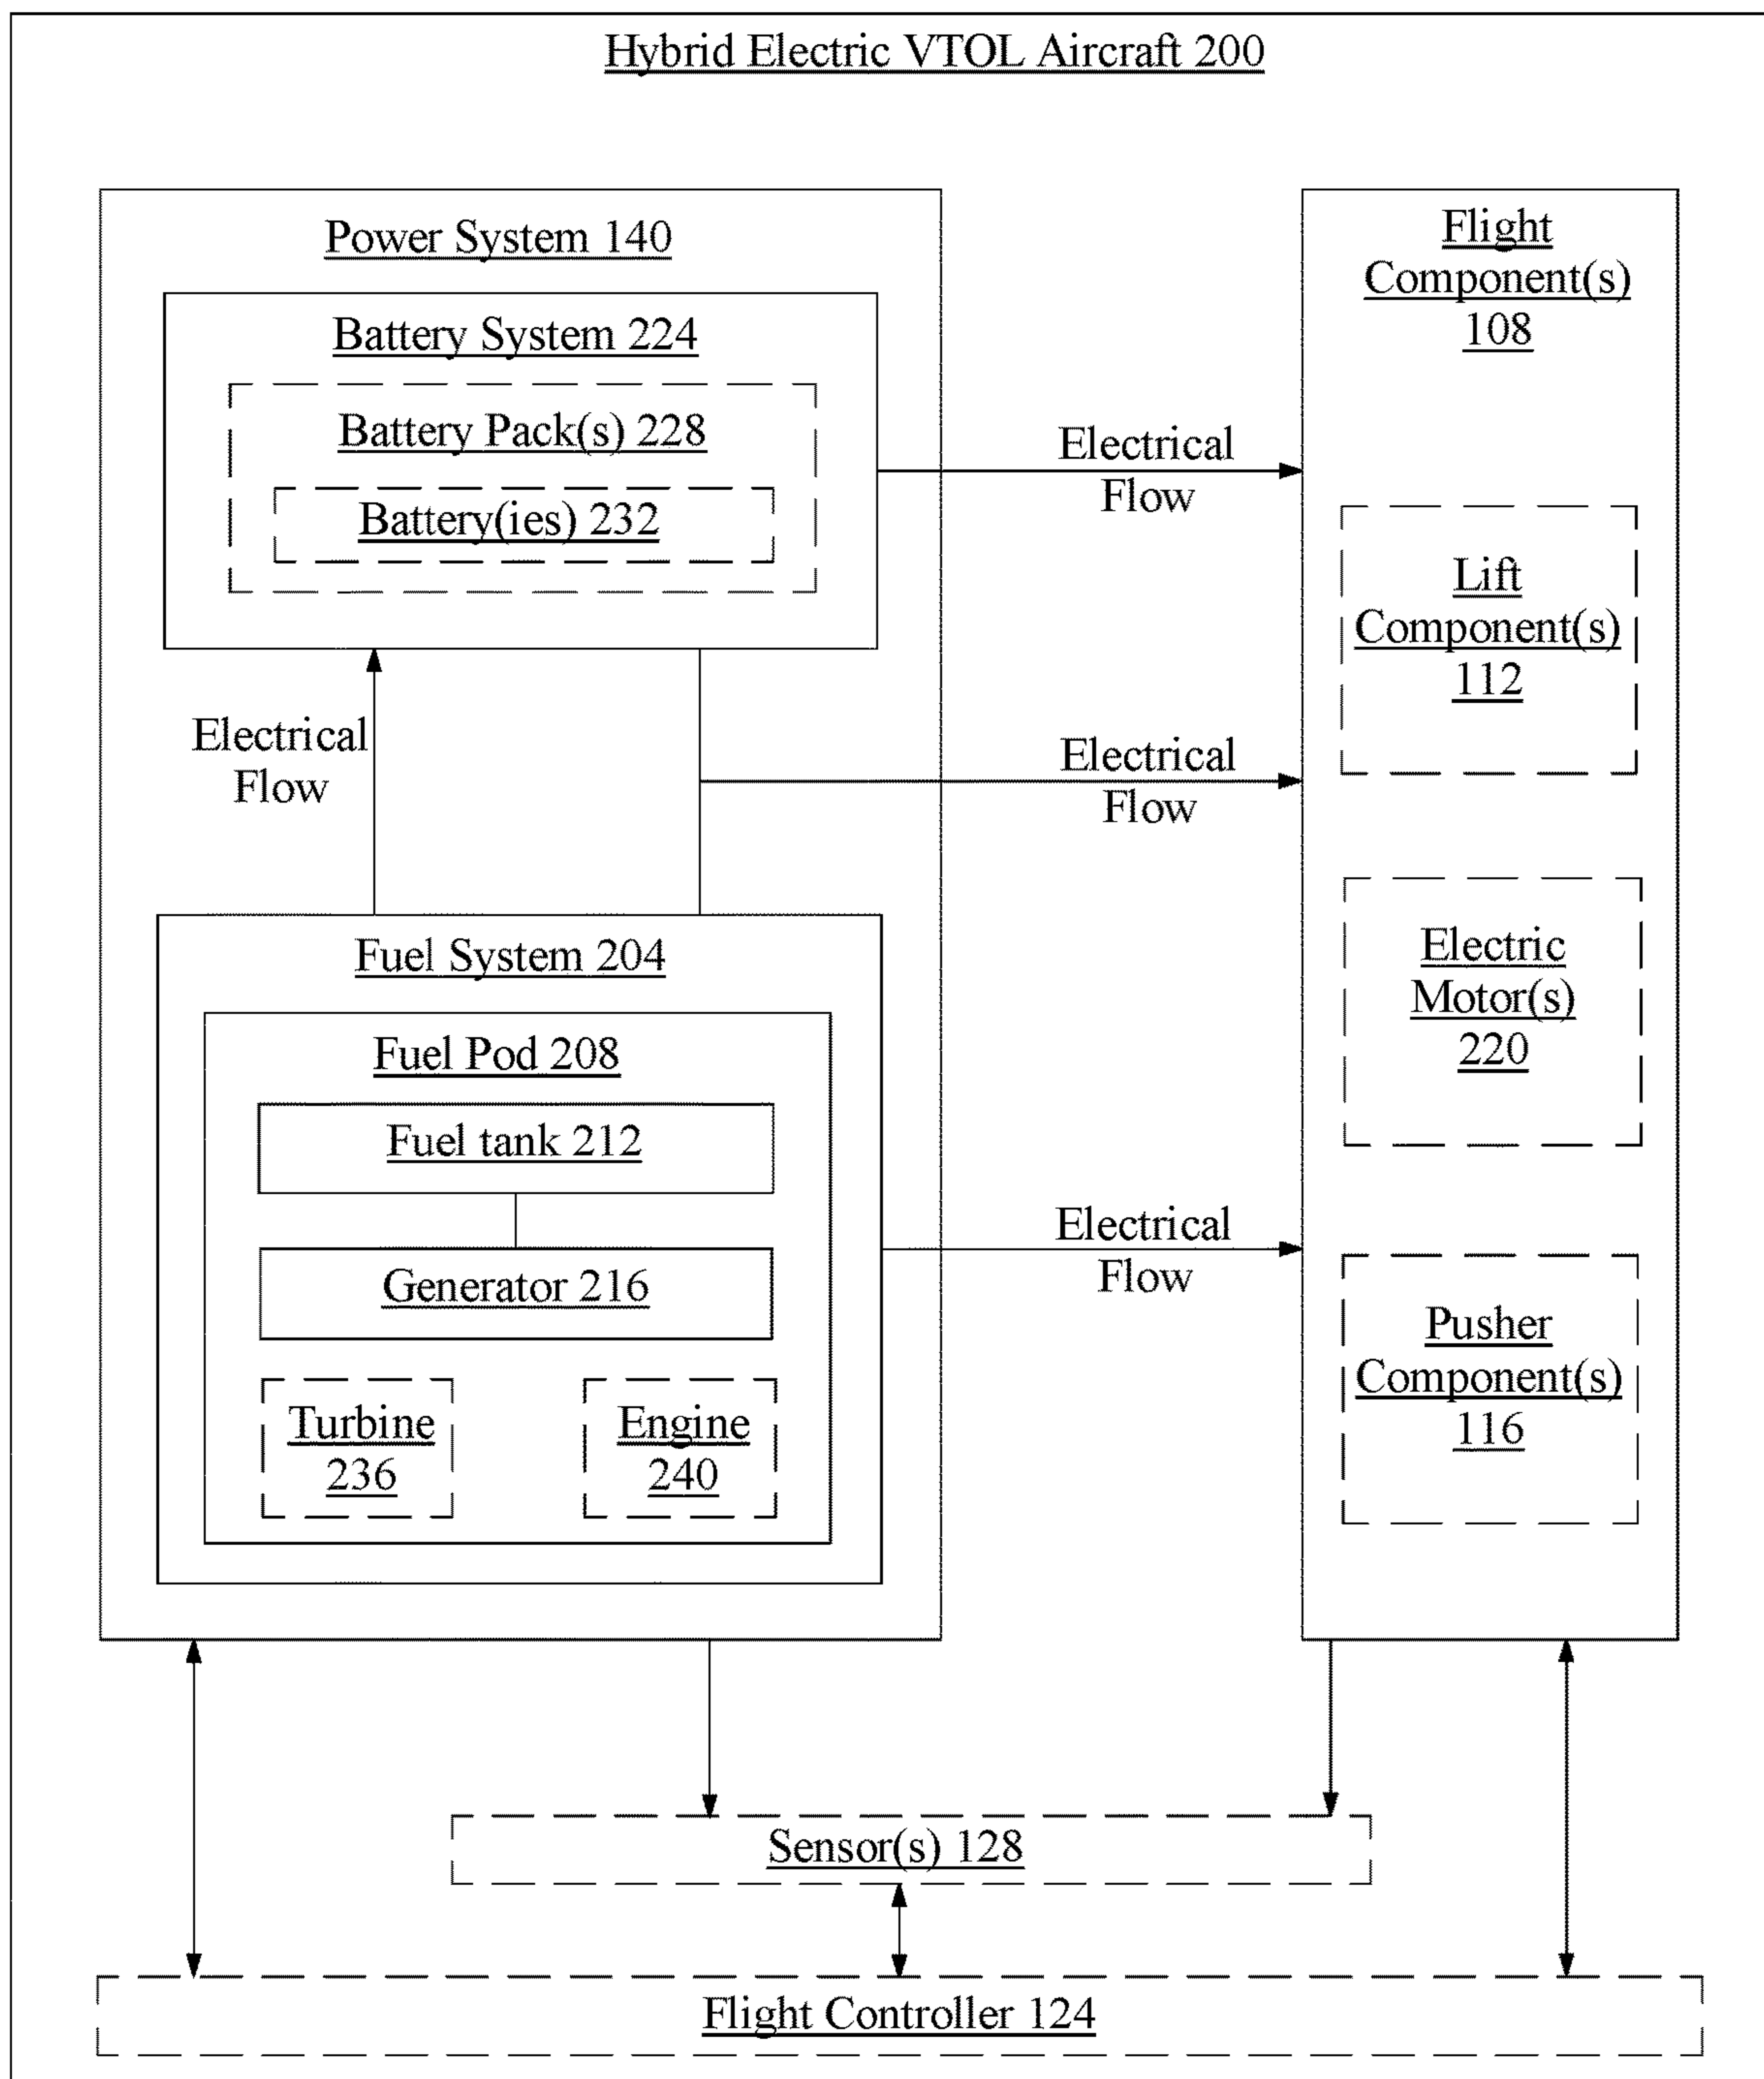 Hybrid Electric VTOL Aircraft 200
Power System 140
Battery System 224
Battery Pack(s) 228
Battery(ies) 232
Electrical
Flow
Electrical
Flow
Electrical
Flow
Fuel System 204
Fuel Pod 208
Fuel tank 212
Generator 216
Turbine
236
Engine
240
Electrical
Flow
Flight
Component(s)
108
Lift
Component(s)
112
Electric
Motor(s)
220
Pusher
Component(s)
116
Sensor(s) 128
Flight Controller 124